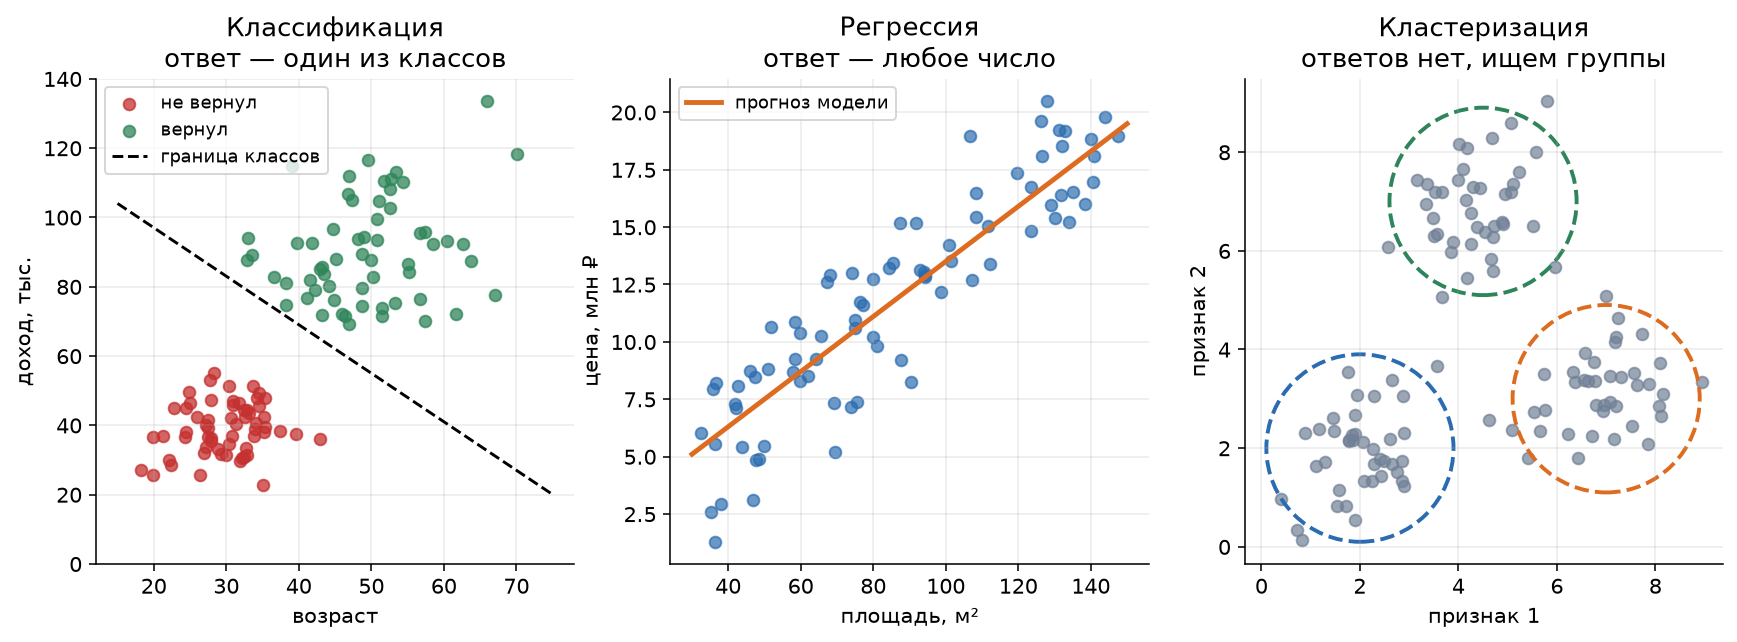 Классификация
ответ — один из классов
не вернул
вернул
граница классов
140
120
100
80
60
40
20
0
доход, тыс.
20 30 40 50 60 70
возраст
Регрессия
ответ — любое число
прогноз модели
20.0
17.5
15.0
12.5
10.0
7.5
5.0
2.5
цена, млн ₽
40 60 80 100 120 140
площадь, м²
Кластеризация
ответов нет, ищем группы
8
6
4
2
0
признак 2
0 2 4 6 8
признак 1